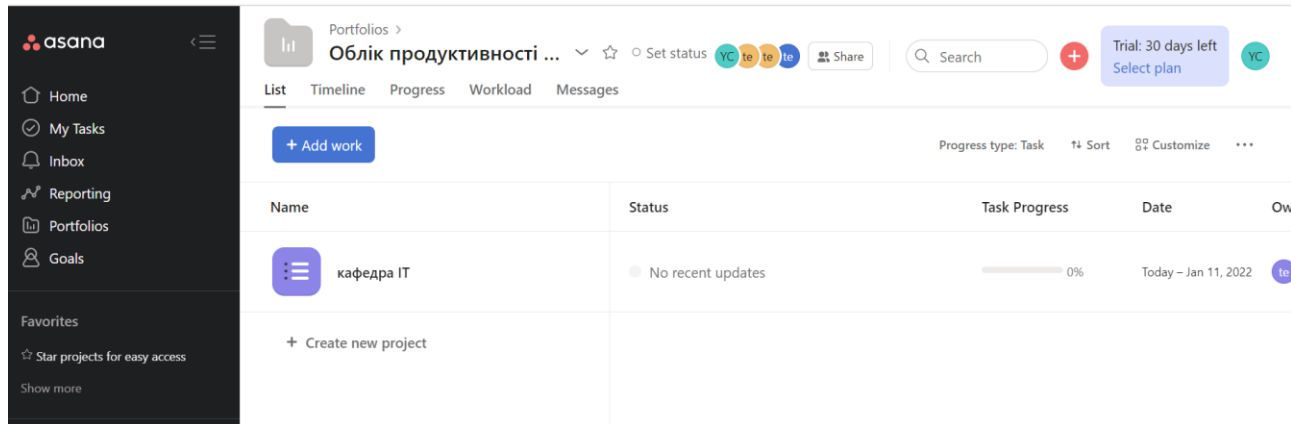 asana
Home
My Tasks
Inbox
Reporting
Portfolios
Goals
Favorites
Star projects for easy access
Show more
Portfolios >
Облік продуктивності ...
Set status
YC te te te
Share
Search
Trial: 30 days left
Select plan
YC
List Timeline Progress Workload Messages
+ Add work
Progress type: Task Sort Customize ...
Name Status Task Progress Date Ow
кафедра ІТ No recent updates 0% Today – Jan 11, 2022 te
+ Create new project